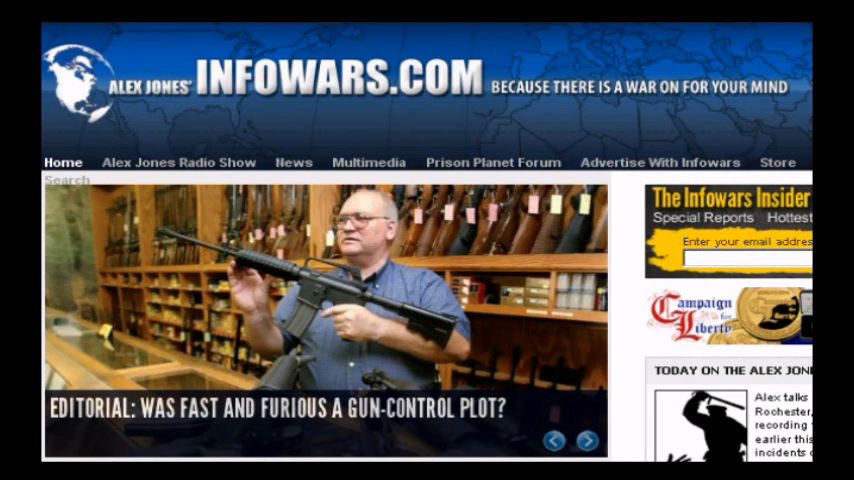 ALEX JONES' INFOWARS.COM BECAUSE THERE IS A WAR ON FOR YOUR MIND
Home Alex Jones Radio Show News Multimedia Prison Planet Forum Advertise With Infowars Store
Search
The Infowars Insider
Special Reports Hottest
Enter your email addres
Campaign
for
Liberty
EDITORIAL: WAS FAST AND FURIOUS A GUN-CONTROL PLOT?
TODAY ON THE ALEX JON
Alex talks
Rochester,
recording
earlier this
incidents